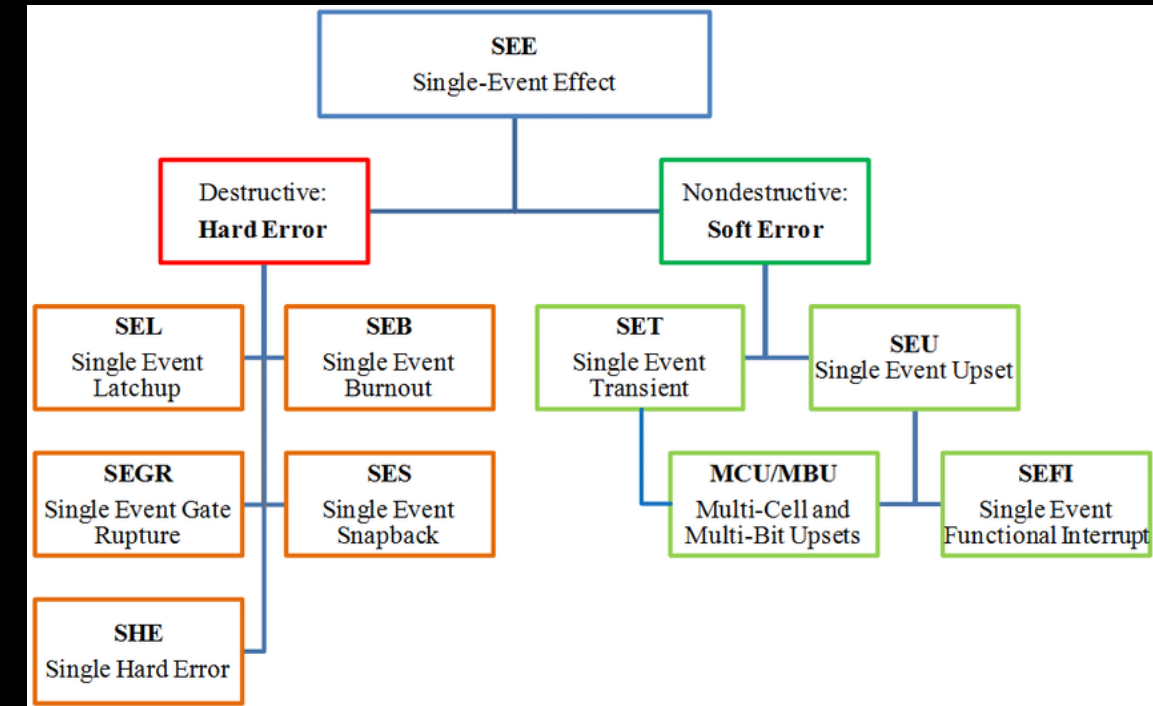 SEE
Single-Event Effect
Destructive:
Hard Error
Nondestructive:
Soft Error
SEL
Single Event
Latchup
SEB
Single Event
Burnout
SET
Single Event
Transient
SEU
Single Event Upset
SEGR
Single Event Gate
Rupture
SES
Single Event
Snapback
MCU/MBU
Multi-Cell and
Multi-Bit Upsets
SEFI
Single Event
Functional Interrupt
SHE
Single Hard Error